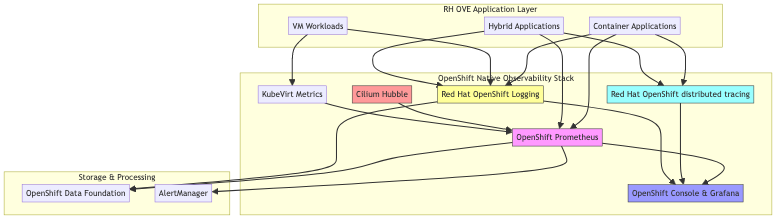 RH OVE Application Layer
VM Workloads
Hybrid Applications
Container Applications
OpenShift Native Observability Stack
KubeVirt Metrics
Cilium Hubble
Red Hat OpenShift Logging
Red Hat OpenShift distributed tracing
OpenShift Prometheus
Storage & Processing
OpenShift Data Foundation
AlertManager
OpenShift Console & Grafana